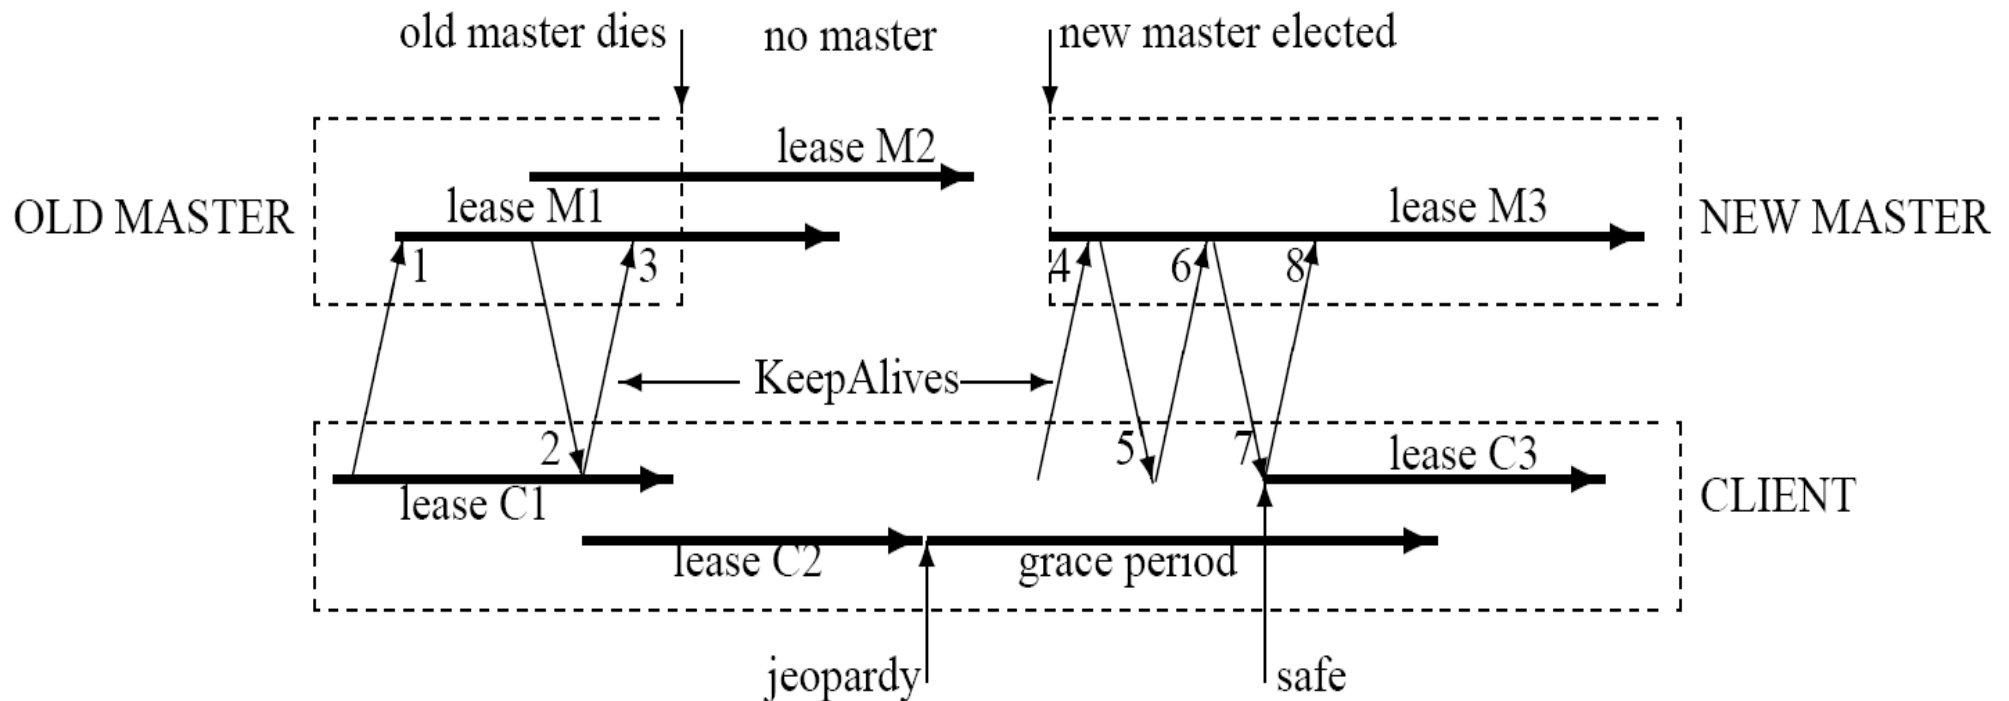 old master dies
no master
new master elected
lease M2
OLD MASTER
lease M1
lease M3
NEW MASTER
1
3
4
6
8
KeepAlives
2
5
7
lease C1
lease C3
CLIENT
lease C2
grace period
jeopardy
safe